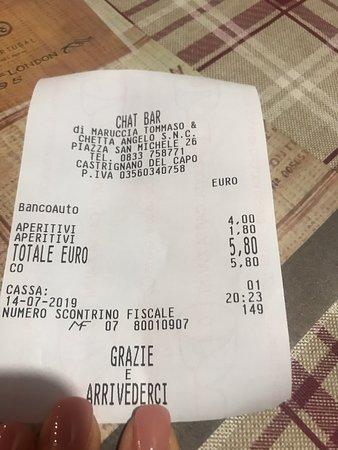 CHAT BAR
di MARUCCIA TOMMASO &
CHETTA ANGELO S.N.C.
PIAZZA SAN MICHELE 26
TEL. 0833 758771
CASTRIGNANO DEL CAPO
P.IVA 03560340758
EURO
BancoAuto
APERITIVI 4,00
APERITIVI 1,80
TOTALE EURO 5,80
CO 5,80
CASSA: 01
14-07-2019 20:23
NUMERO SCONTRINO FISCALE 149
MF 07 80010907
GRAZIE
E
ARRIVEDERCI
PORTUGAL
LONDON